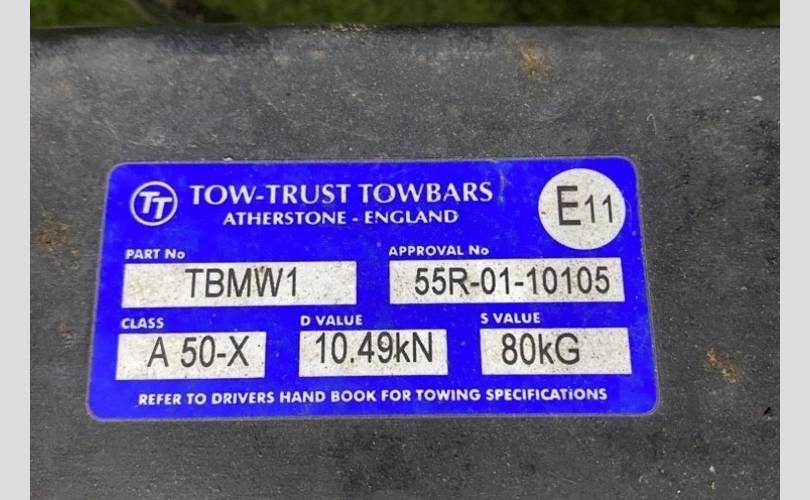 TT TOW-TRUST TOWBARS
ATHERSTONE - ENGLAND
E11
PART No
APPROVAL No
TBMW1
55R-01-10105
CLASS
D VALUE
S VALUE
A 50-X
10.49kN
80kG
REFER TO DRIVERS HAND BOOK FOR TOWING SPECIFICATIONS